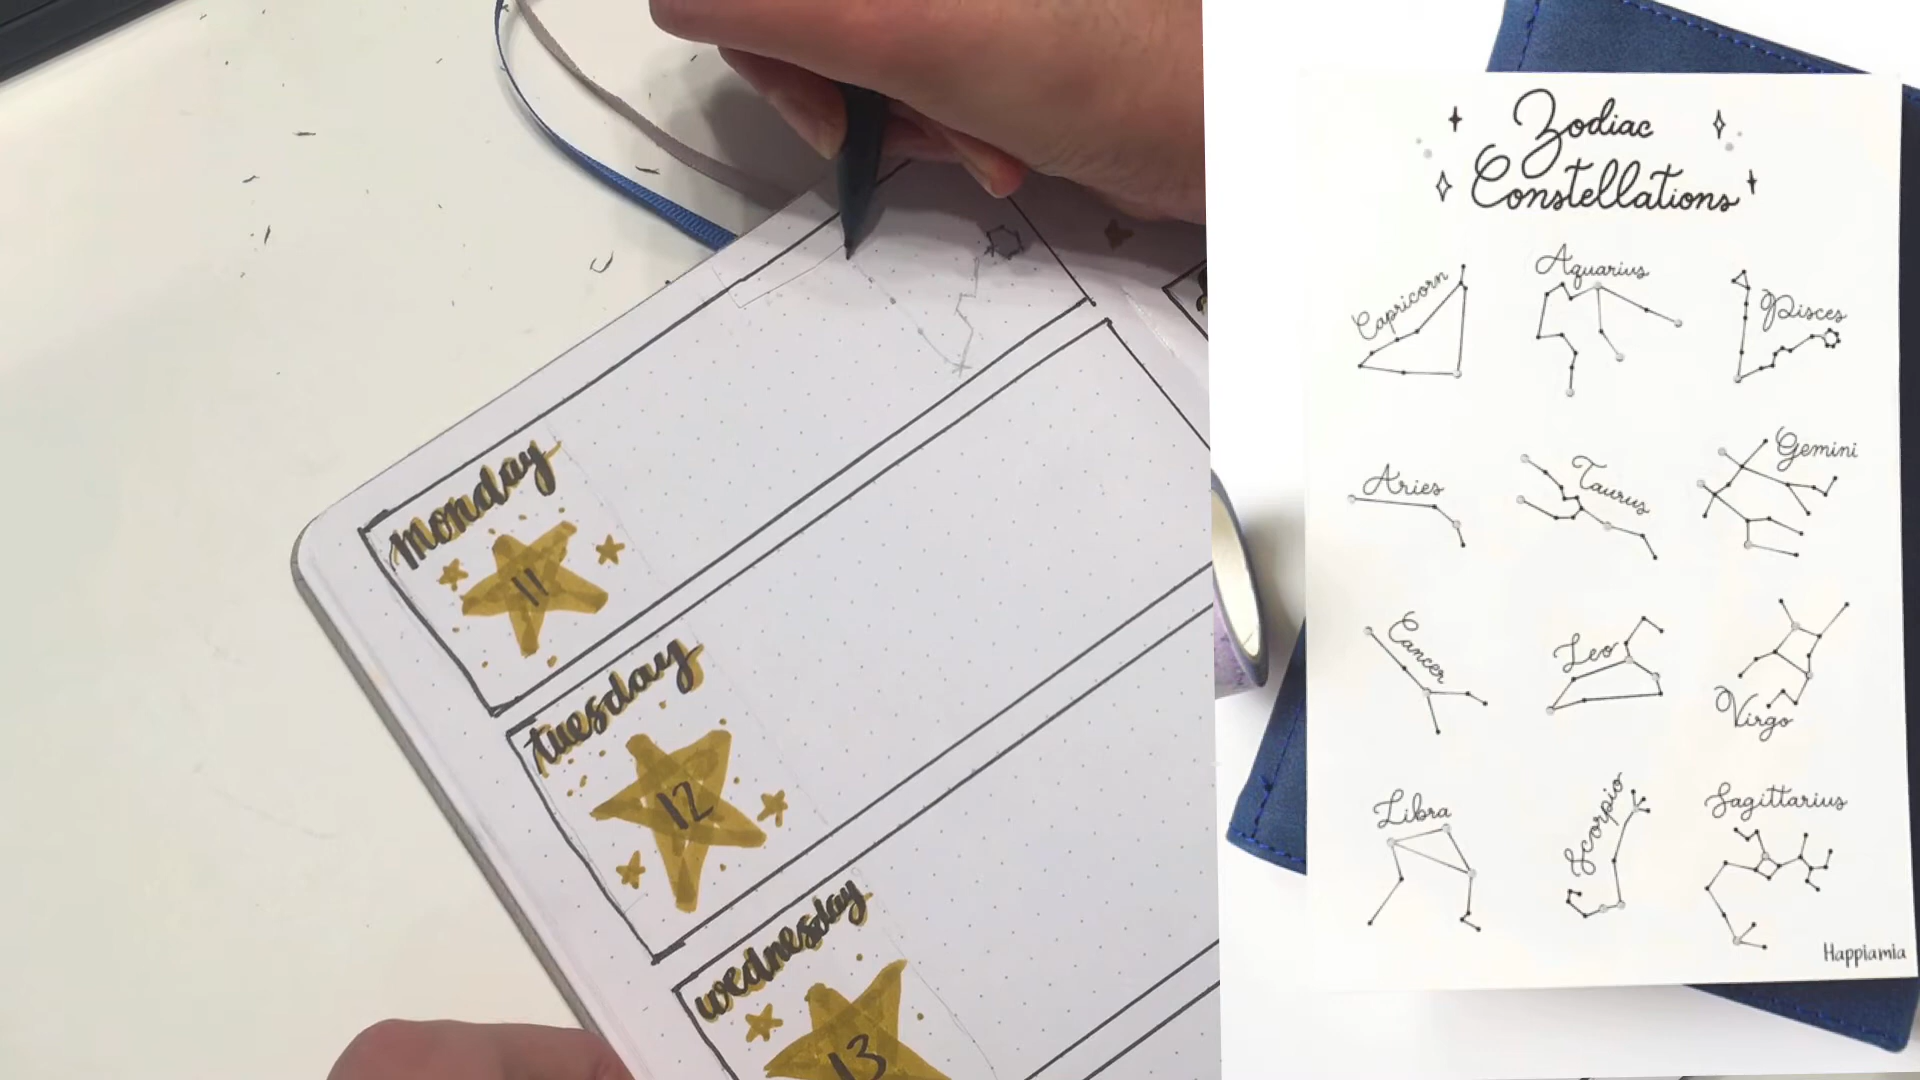 monday
11
tuesday
12
wednesday
13
Zodiac
Constellations
Capricorn
Aquarius
Pisces
Aries
Taurus
Gemini
Cancer
Leo
Virgo
Libra
Scorpio
Sagittarius
Happiamia